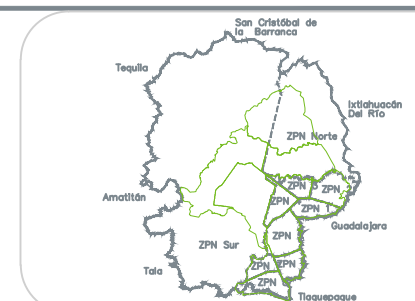 San Cristóbal de
la Barranca
Tequila
Ixtlahuacán
Del Río
ZPN Norte
ZPN 3
ZPN 2
Amatitán
ZPN
ZPN 1
Guadalajara
ZPN
ZPN Sur
Tala
ZPN
ZPN
ZPN
Tlaquepaque